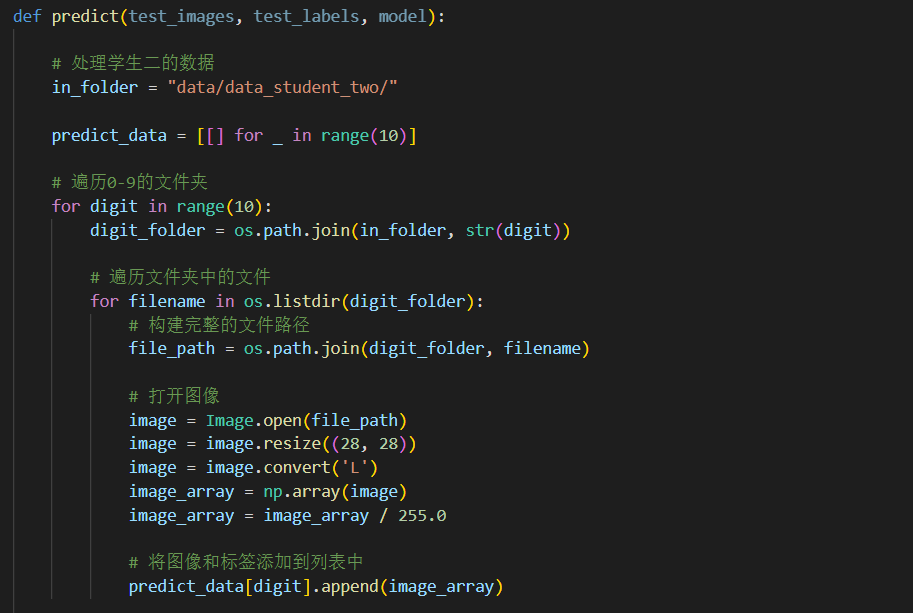 def predict(test_images, test_labels, model):
# 处理学生二的数据
in_folder = "data/data_student_two/"
predict_data = [[] for _ in range(10)]
# 遍历0-9的文件夹
for digit in range(10):
digit_folder = os.path.join(in_folder, str(digit))
# 遍历文件夹中的文件
for filename in os.listdir(digit_folder):
# 构建完整的文件路径
file_path = os.path.join(digit_folder, filename)
# 打开图像
image = Image.open(file_path)
image = image.resize((28, 28))
image = image.convert('L')
image_array = np.array(image)
image_array = image_array / 255.0
# 将图像和标签添加到列表中
predict_data[digit].append(image_array)